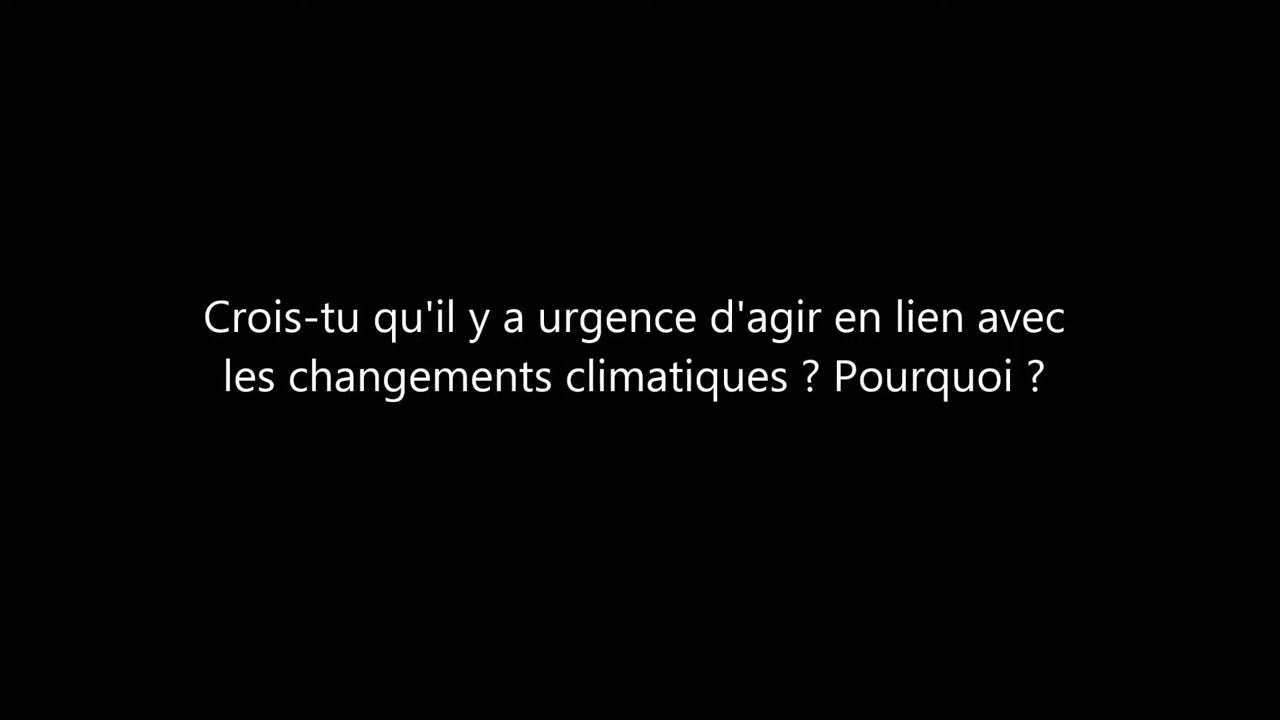 Crois-tu qu'il y a urgence d'agir en lien avec
les changements climatiques ? Pourquoi ?